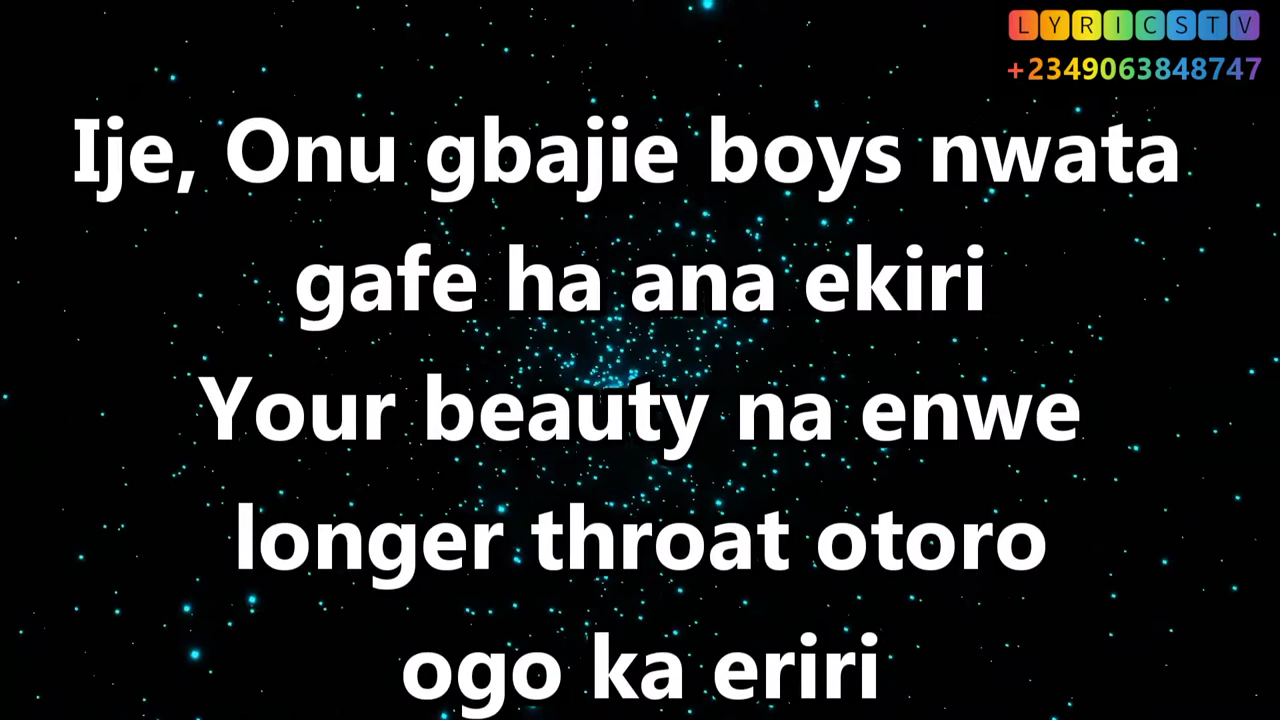 LYRICSTV
+2349063848747
Ije, Onu gbajie boys nwata
gafe ha ana ekiri
Your beauty na enwe
longer throat otoro
ogo ka eriri